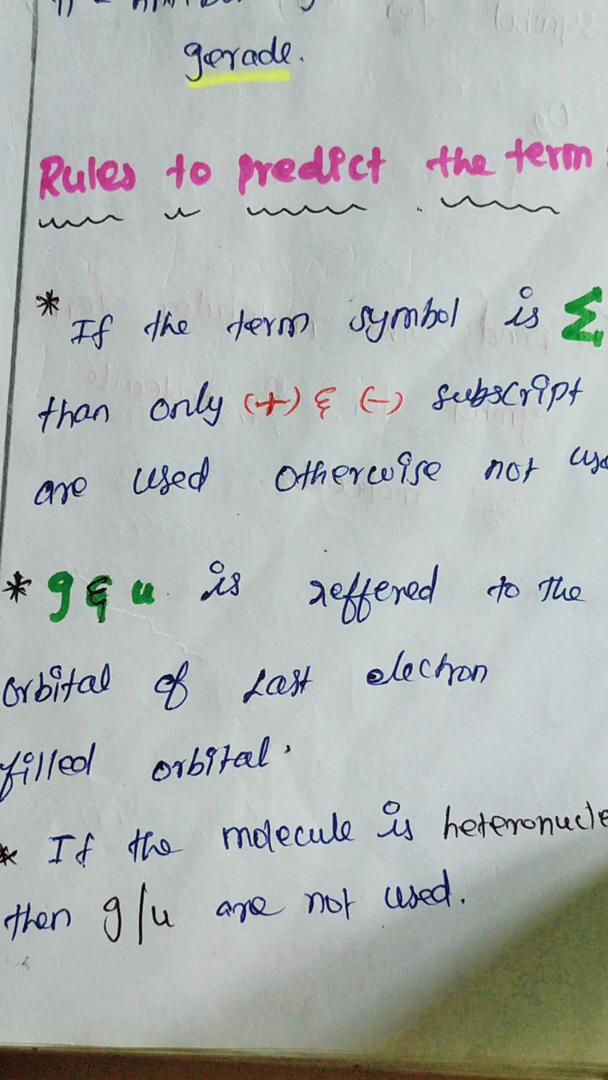 gerade.
Rules to predict the term
* If the term symbol is Σ
than only (+) & (-) subscript
are used otherwise not
* g & u is reffered to the
orbital of Last electron
filled orbital.
* If the molecule is heteronucle
then g/u are not used.